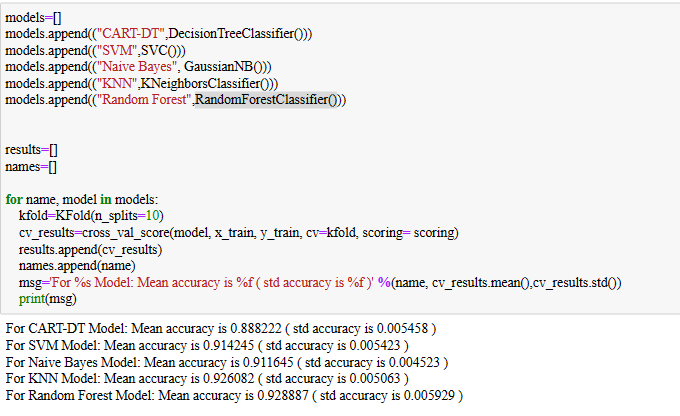 models=[]
models.append(("CART-DT",DecisionTreeClassifier()))
models.append(("SVM",SVC()))
models.append(("Naive Bayes", GaussianNB()))
models.append(("KNN",KNeighborsClassifier()))
models.append(("Random Forest",RandomForestClassifier()))
results=[]
names=[]
for name, model in models:
    kfold=KFold(n_splits=10)
    cv_results=cross_val_score(model, x_train, y_train, cv=kfold, scoring= scoring)
    results.append(cv_results)
    names.append(name)
    msg='For %s Model: Mean accuracy is %f ( std accuracy is %f )' %(name, cv_results.mean(),cv_results.std())
    print(msg)
For CART-DT Model: Mean accuracy is 0.888222 ( std accuracy is 0.005458 )
For SVM Model: Mean accuracy is 0.914245 ( std accuracy is 0.005423 )
For Naive Bayes Model: Mean accuracy is 0.911645 ( std accuracy is 0.004523 )
For KNN Model: Mean accuracy is 0.926082 ( std accuracy is 0.005063 )
For Random Forest Model: Mean accuracy is 0.928887 ( std accuracy is 0.005929 )